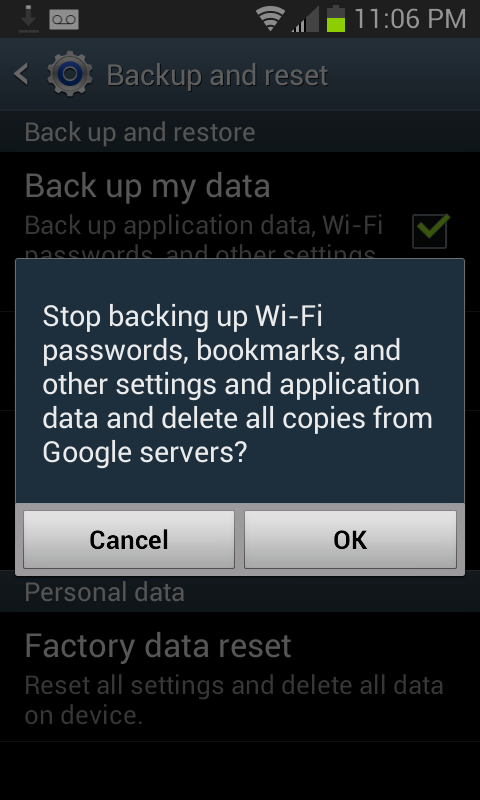 11:06 PM
Backup and reset
Back up and restore
Back up my data
Back up application data, Wi-Fi
passwords, and other settings
Stop backing up Wi-Fi
passwords, bookmarks, and
other settings and application
data and delete all copies from
Google servers?
Cancel
OK
Personal data
Factory data reset
Reset all settings and delete all data
on device.